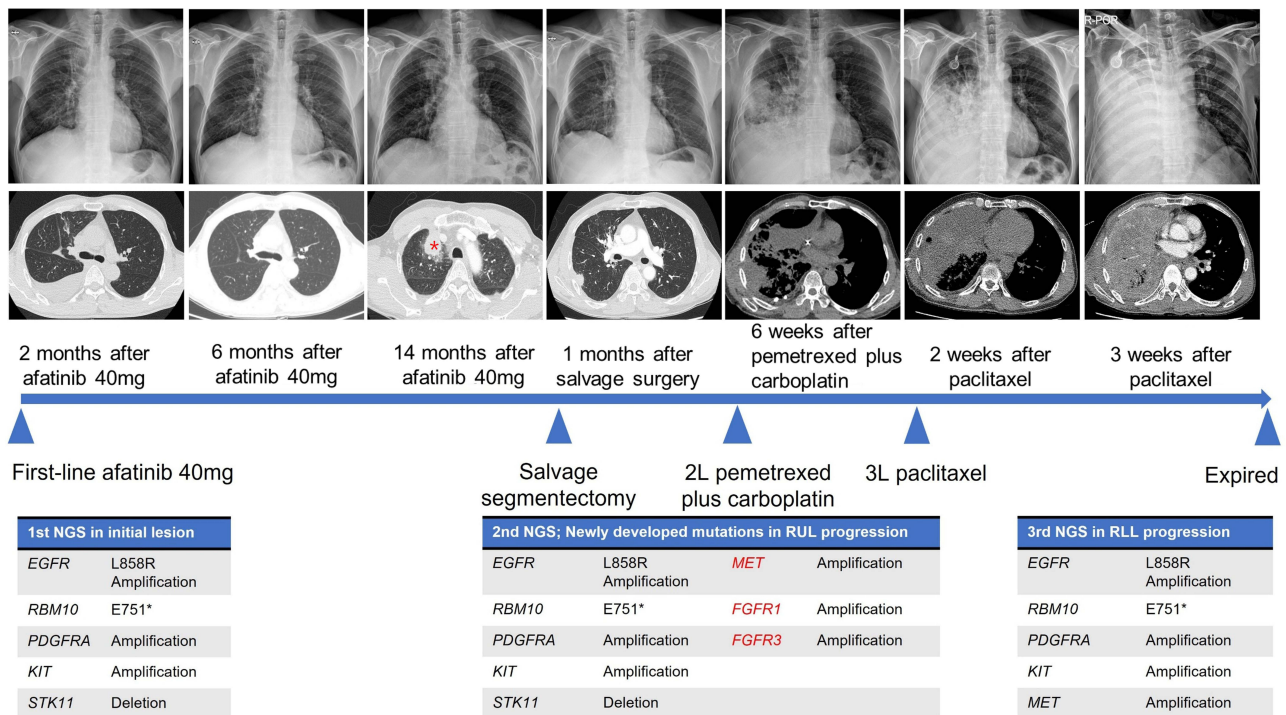 R-PCR
*
2 months after
afatinib 40mg
6 months after
afatinib 40mg
14 months after
afatinib 40mg
1 months after
salvage surgery
6 weeks after
pemetrexed plus
carboplatin
2 weeks after
paclitaxel
3 weeks after
paclitaxel
First-line afatinib 40mg
Salvage
segmentectomy
2L pemetrexed
plus carboplatin
3L paclitaxel
Expired
1st NGS in initial lesion
EGFR L858R
Amplification
RBM10 E751*
PDGFRA Amplification
KIT Amplification
STK11 Deletion
2nd NGS; Newly developed mutations in RUL progression
EGFR L858R MET Amplification
Amplification
RBM10 E751* FGFR1 Amplification
PDGFRA Amplification FGFR3 Amplification
KIT Amplification
STK11 Deletion
3rd NGS in RLL progression
EGFR L858R
Amplification
RBM10 E751*
PDGFRA Amplification
KIT Amplification
MET Amplification